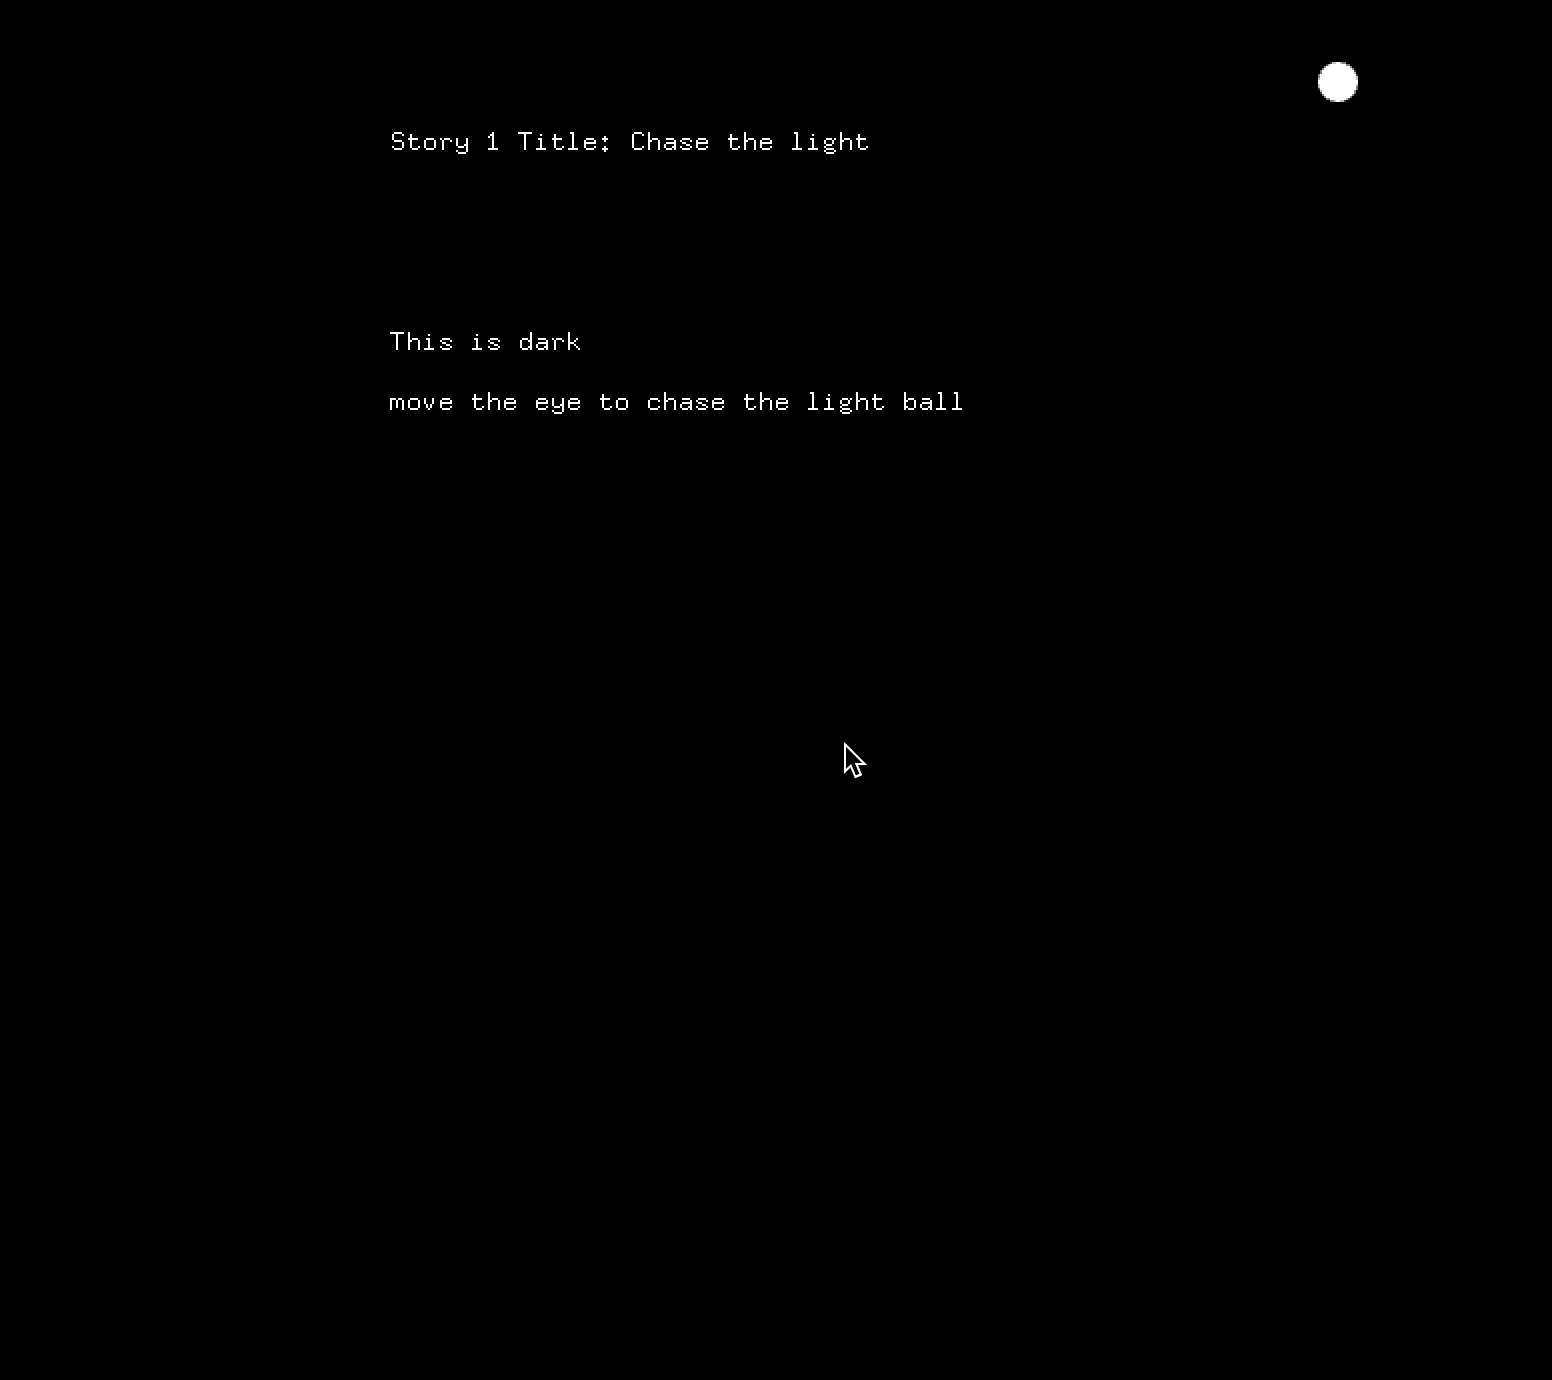 Story 1 Title: Chase the light
This is dark
move the eye to chase the light ball